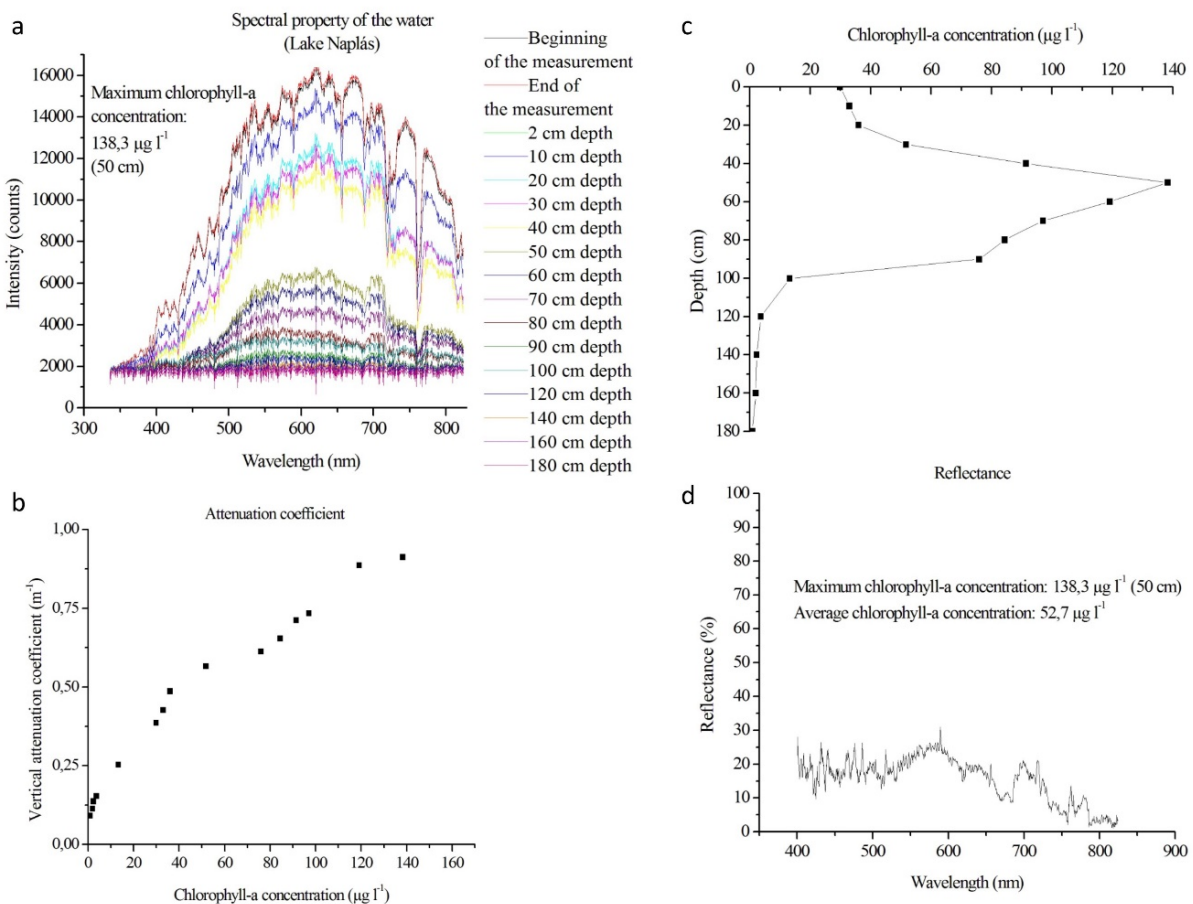 a
Spectral property of the water
(Lake Naplás)
Maximum chlorophyll-a
concentration:
138,3 µg l⁻¹
(50 cm)
Intensity (counts)
16000
14000
12000
10000
8000
6000
4000
2000
0
300 400 500 600 700 800
Wavelength (nm)
Beginning
of the measurement
End of
the measurement
2 cm depth
10 cm depth
20 cm depth
30 cm depth
40 cm depth
50 cm depth
60 cm depth
70 cm depth
80 cm depth
90 cm depth
100 cm depth
120 cm depth
140 cm depth
160 cm depth
180 cm depth
c
Chlorophyll-a concentration (µg l⁻¹)
0 20 40 60 80 100 120 140
Depth (cm)
0
20
40
60
80
100
120
140
160
180
b
Attenuation coefficient
Vertical attenuation coefficient (m⁻¹)
1,00
0,75
0,50
0,25
0,00
0 20 40 60 80 100 120 140 160
Chlorophyll-a concentration (µg l⁻¹)
d
Reflectance
Maximum chlorophyll-a concentration: 138,3 µg l⁻¹ (50 cm)
Average chlorophyll-a concentration: 52,7 µg l⁻¹
Reflectance (%)
100
90
80
70
60
50
40
30
20
10
0
400 500 600 700 800 900
Wavelength (nm)